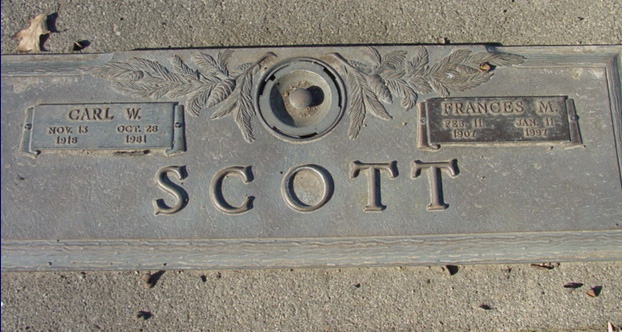 CARL W.
NOV. 13 OCT. 28
1918 1981
FRANCES M.
FEB. 11 JAN. 11
1907 1997
SCOTT